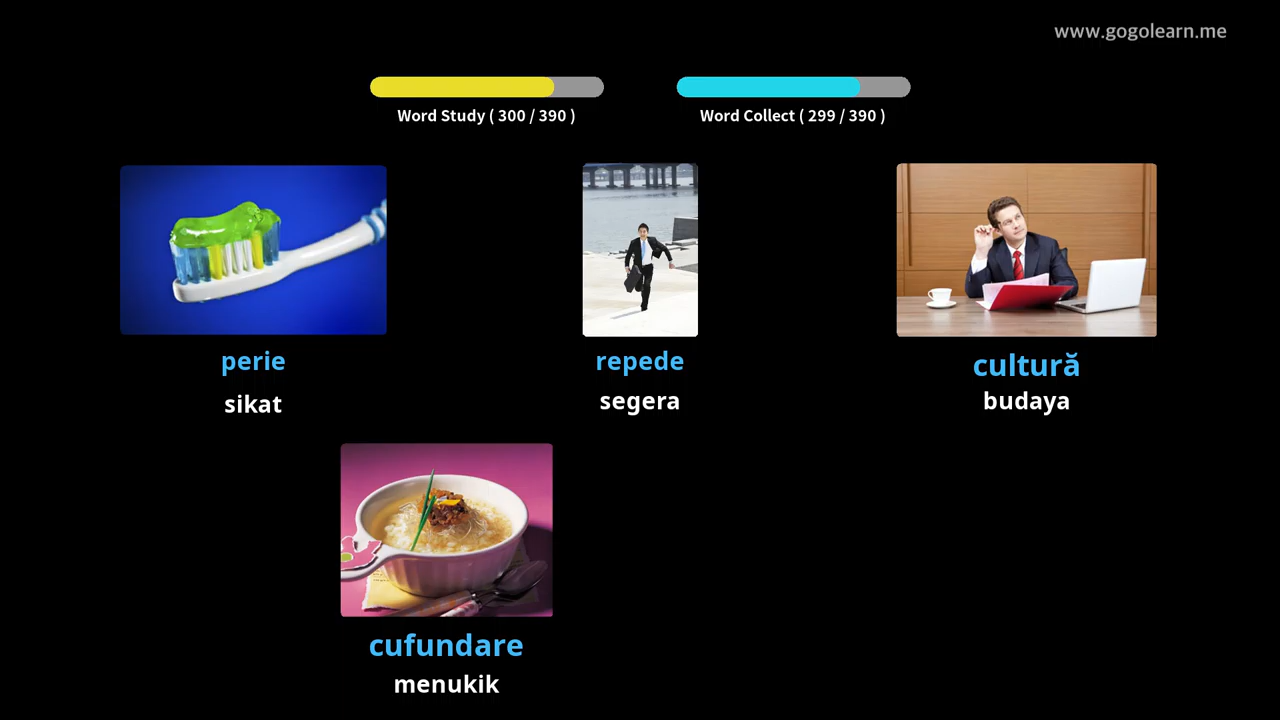 www.gogolearn.me
Word Study ( 300 / 390 )
Word Collect ( 299 / 390 )
perie
sikat
repede
segera
cultură
budaya
cufundare
menukik